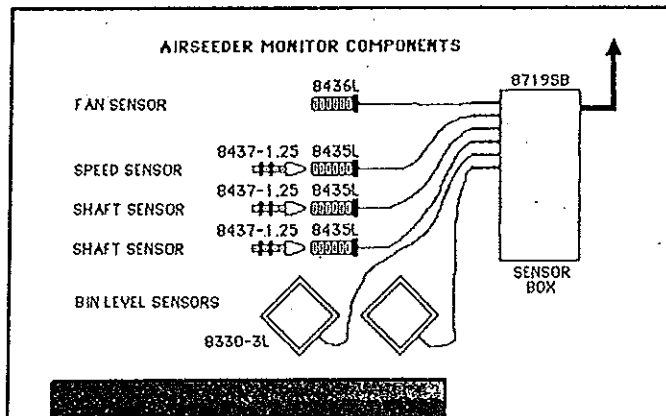 AIRSEEDER MONITOR COMPONENTS
8436L
8719SB
FAN SENSOR
8437-1.25 8435L
SPEED SENSOR
8437-1.25 8435L
SHAFT SENSOR
8437-1.25 8435L
SHAFT SENSOR
SENSOR
BOX
BIN LEVEL SENSORS
8330-3L